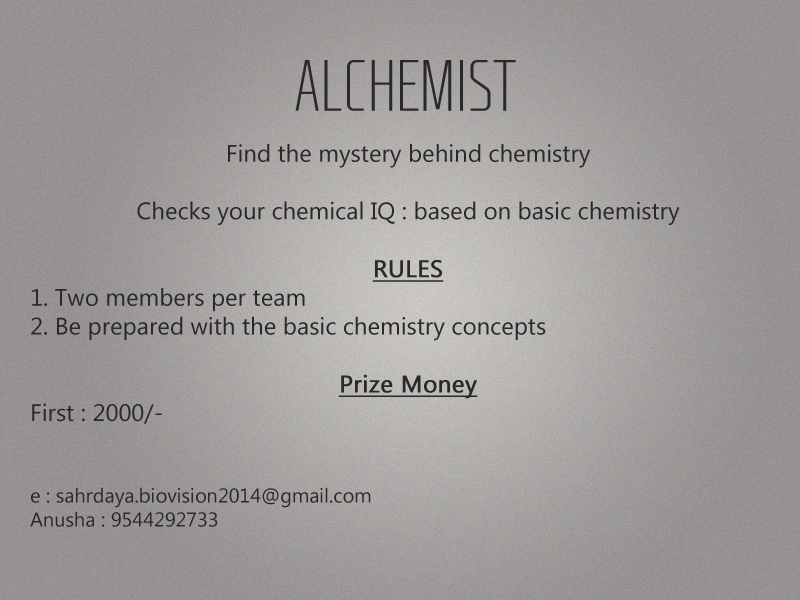 ALCHEMIST
Find the mystery behind chemistry
Checks your chemical IQ : based on basic chemistry
RULES
1. Two members per team
2. Be prepared with the basic chemistry concepts
Prize Money
First : 2000/-
e : sahrdaya.biovision2014@gmail.com
Anusha : 9544292733